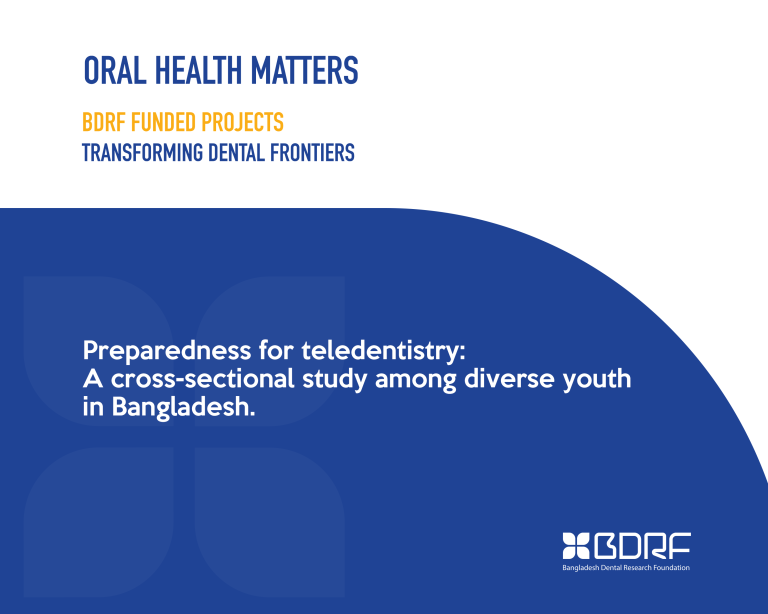 ORAL HEALTH MATTERS
BDRF FUNDED PROJECTS
TRANSFORMING DENTAL FRONTIERS
Preparedness for teledentistry:
A cross-sectional study among diverse youth
in Bangladesh.
BDRF
Bangladesh Dental Research Foundation